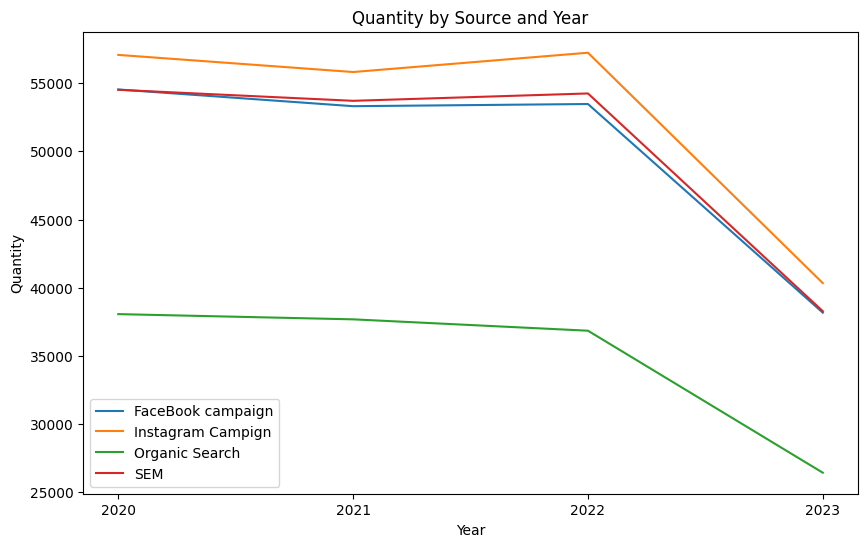 Quantity by Source and Year
Quantity
55000
50000
45000
40000
35000
30000
25000
FaceBook campaign
Instagram Campign
Organic Search
SEM
2020 2021 2022 2023
Year